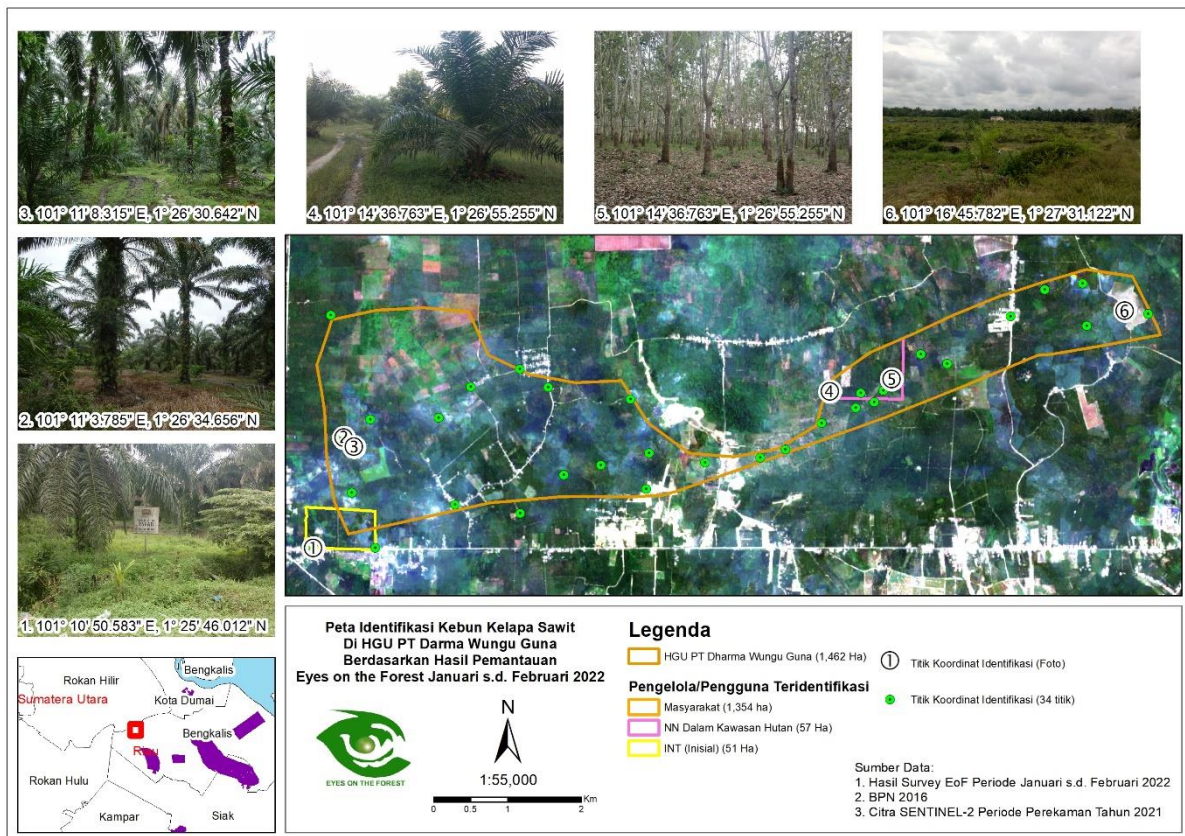 3. 101° 11' 8.315" E, 1° 26' 30.642" N
4. 101° 14' 36.763" E, 1° 26' 55.255" N
5. 101° 14' 36.763" E, 1° 26' 55.255" N
6. 101° 16' 45.782" E, 1° 27' 31.122" N
2. 101° 11' 3.785" E, 1° 26' 34.656" N
1. 101° 10' 50.583" E, 1° 25' 46.012" N
1
2
3
4
5
6
Bengkalis
Rokan Hilir
Sumatera Utara
Kota Dumai
Bengkalis
Riau
Rokan Hulu
Kampar
Siak
Peta Identifikasi Kebun Kelapa Sawit
Di HGU PT Darma Wungu Guna
Berdasarkan Hasil Pemantauan
Eyes on the Forest Januari s.d. Februari 2022
EYES ON THE FOREST
N
1:55,000
0 0.5 1 2
Km
Legenda
HGU PT Dharma Wungu Guna (1,462 Ha)
Pengelola/Pengguna Teridentifikasi
Masyarakat (1,354 ha)
NN Dalam Kawasan Hutan (57 Ha)
INT (Inisial) (51 Ha)
1 Titik Koordinat Identifikasi (Foto)
Titik Koordinat Identifikasi (34 titik)
Sumber Data:
1. Hasil Survey EoF Periode Januari s.d. Februari 2022
2. BPN 2016
3. Citra SENTINEL-2 Periode Perekaman Tahun 2021